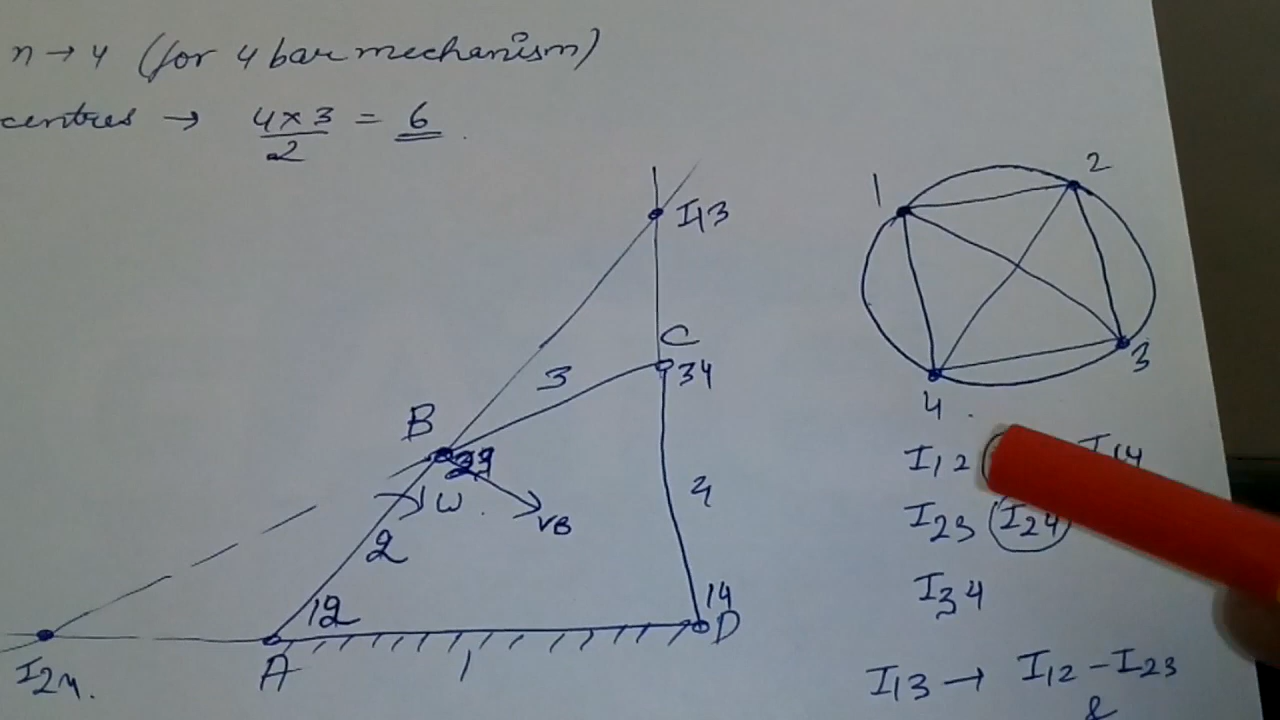 n → 4 (for 4 bar mechanism)
centres → 4 × 3 / 2 = 6
I13
C
34
3
B
23
ω
VB
2
4
12
14
A
D
1
I24
1
2
3
4
I12 I14
I23 I24
I34
I13 → I12 - I23
&